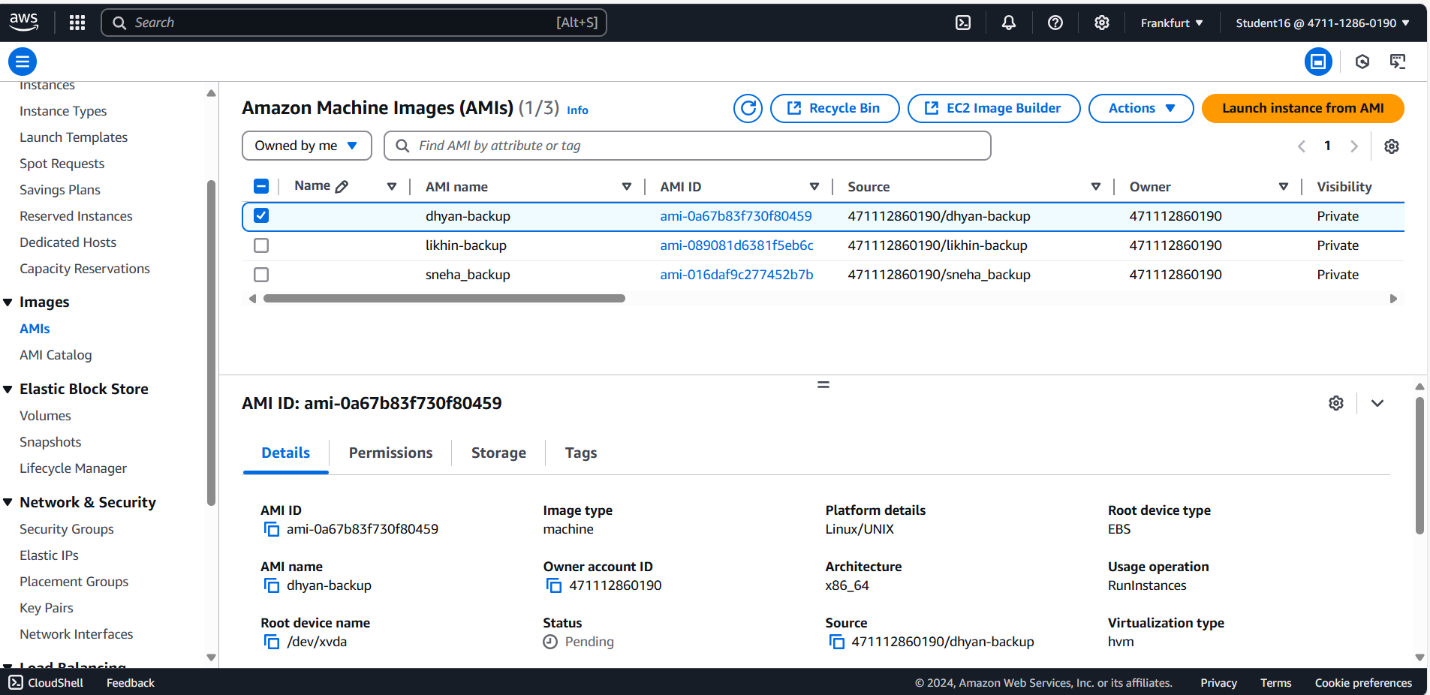 aws Search [Alt+S] Frankfurt Student16 @ 4711-1286-0190
Instances
Instance Types
Launch Templates
Spot Requests
Savings Plans
Reserved Instances
Dedicated Hosts
Capacity Reservations
Images
AMIs
AMI Catalog
Elastic Block Store
Volumes
Snapshots
Lifecycle Manager
Network & Security
Security Groups
Elastic IPs
Placement Groups
Key Pairs
Network Interfaces
Load Balancing
Amazon Machine Images (AMIs) (1/3) Info Recycle Bin EC2 Image Builder Actions Launch instance from AMI
Owned by me Find AMI by attribute or tag 1
Name AMI name AMI ID Source Owner Visibility
dhyan-backup ami-0a67b83f730f80459 471112860190/dhyan-backup 471112860190 Private
likhin-backup ami-089081d6381f5eb6c 471112860190/likhin-backup 471112860190 Private
sneha_backup ami-016daf9c277452b7b 471112860190/sneha_backup 471112860190 Private
AMI ID: ami-0a67b83f730f80459
Details Permissions Storage Tags
AMI ID Image type Platform details Root device type
ami-0a67b83f730f80459 machine Linux/UNIX EBS
AMI name Owner account ID Architecture Usage operation
dhyan-backup 471112860190 x86_64 RunInstances
Root device name Status Source Virtualization type
/dev/xvda Pending 471112860190/dhyan-backup hvm
CloudShell Feedback © 2024, Amazon Web Services, Inc. or its affiliates. Privacy Terms Cookie preferences